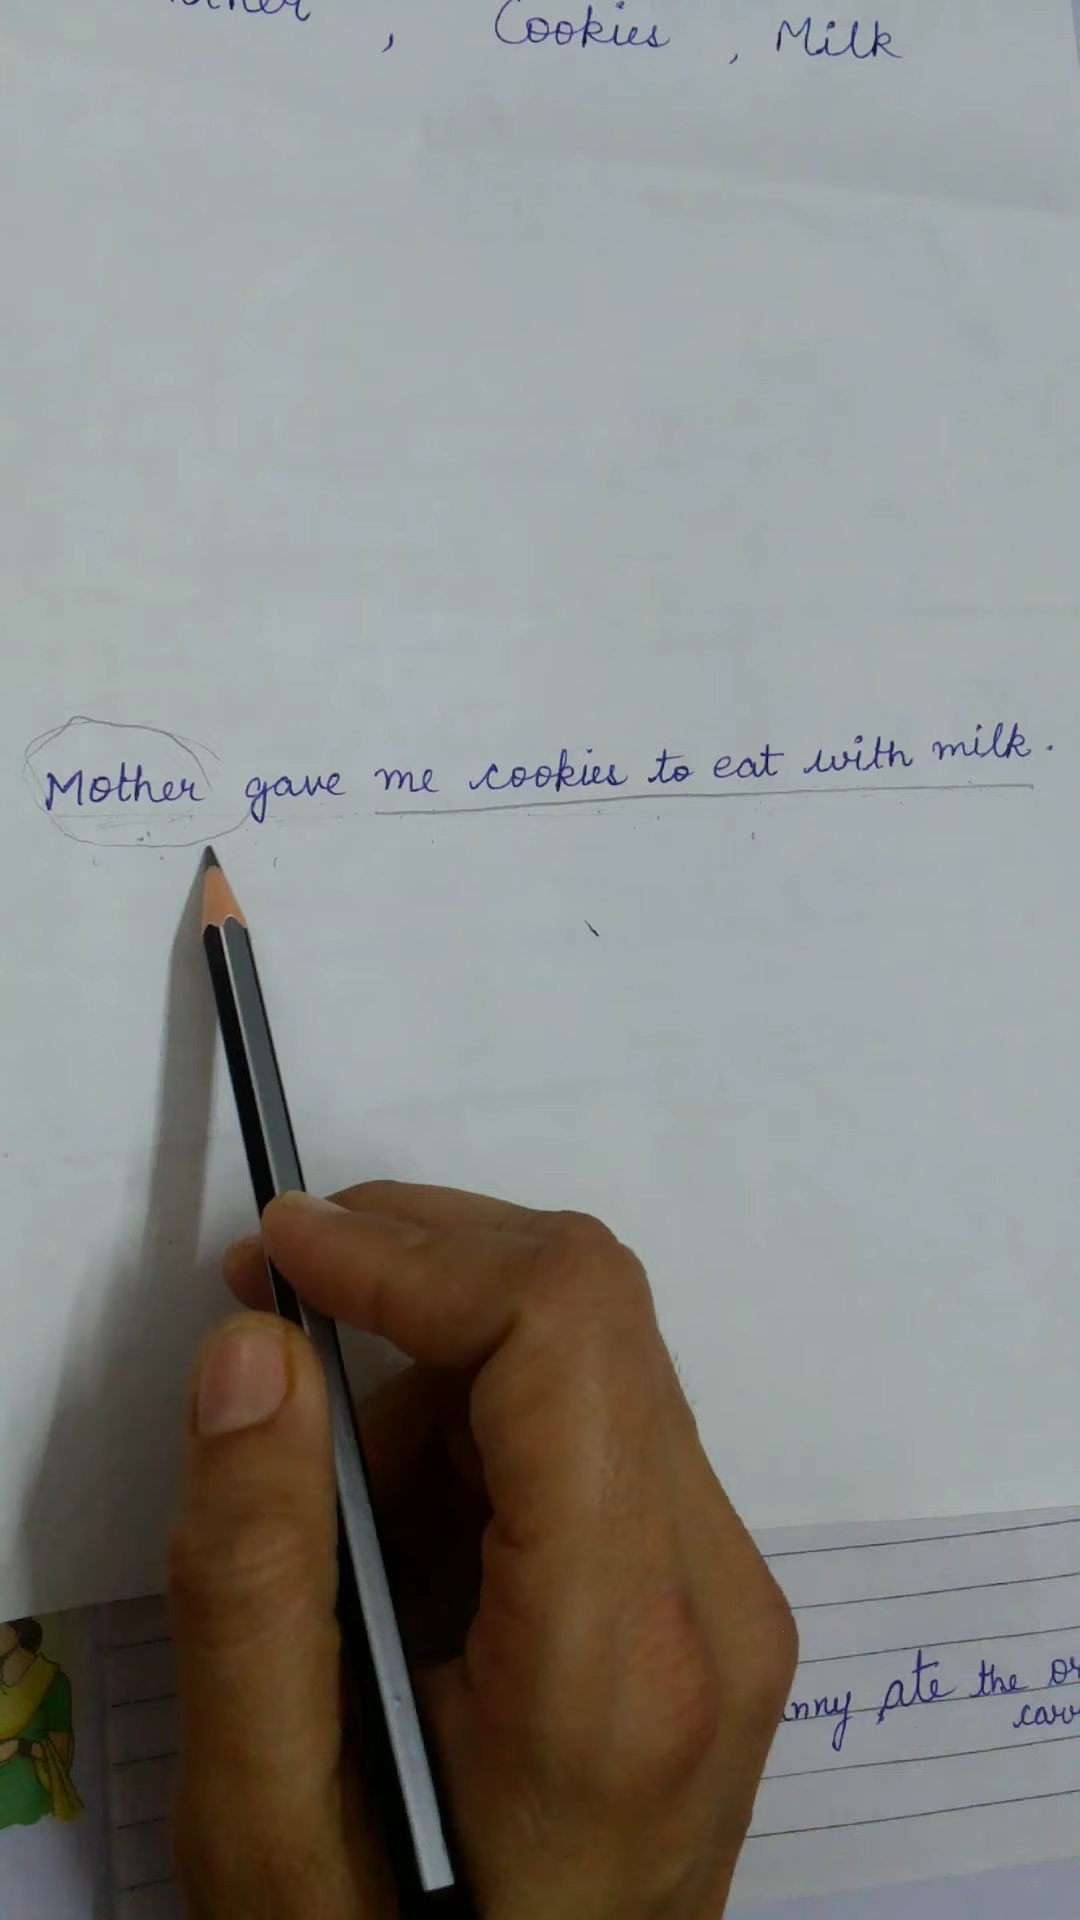 , Cookies , Milk
Mother gave me cookies to eat with milk.
ate the